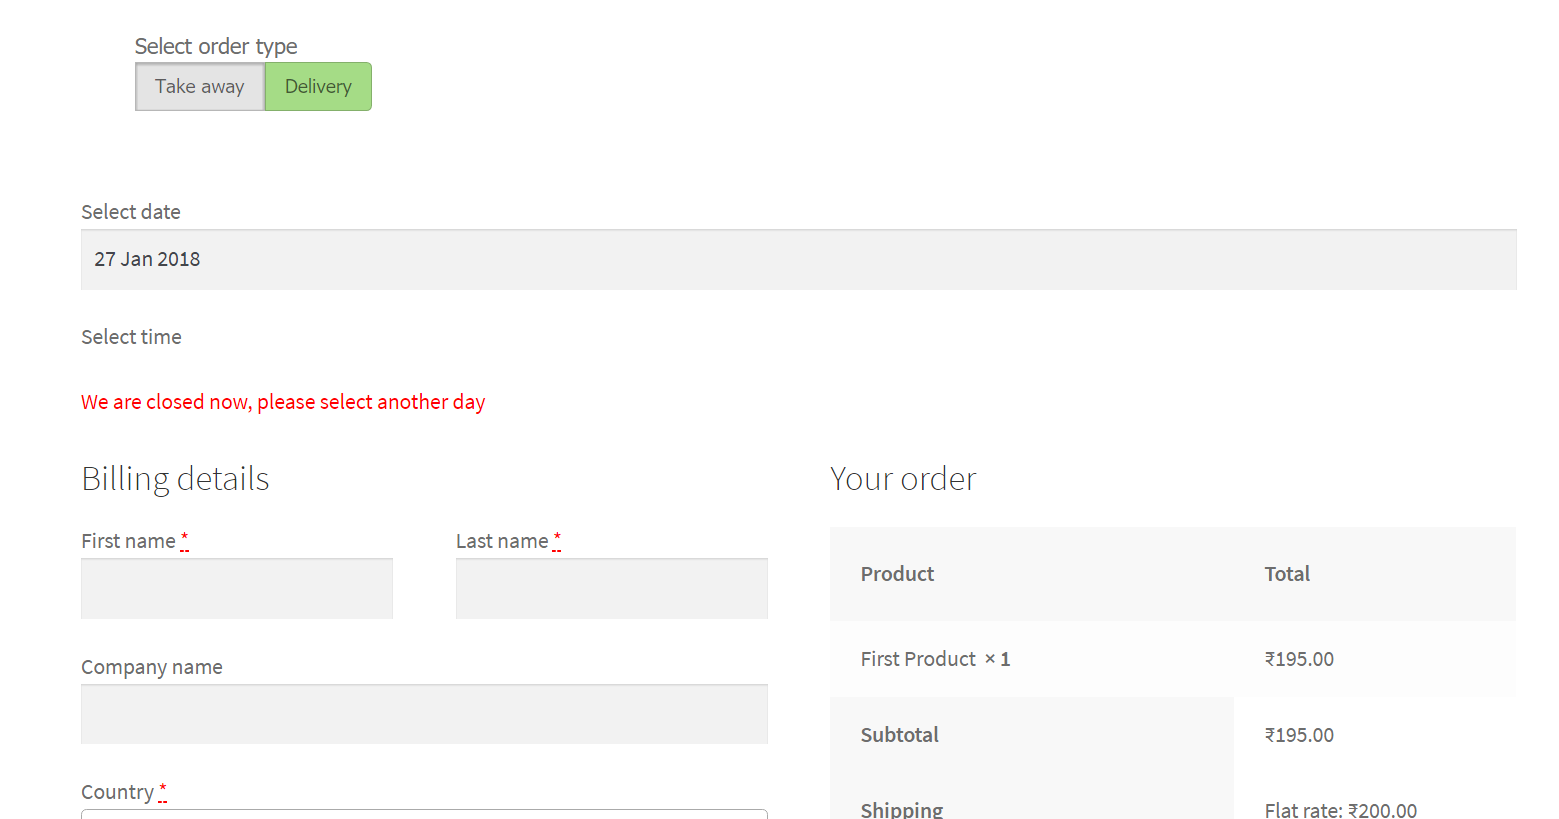 Select order type
Take away Delivery
Select date
27 Jan 2018
Select time
We are closed now, please select another day
Billing details
First name *
Last name *
Company name
Country *
Your order
Product Total
First Product × 1 ₹195.00
Subtotal ₹195.00
Shipping Flat rate: ₹200.00